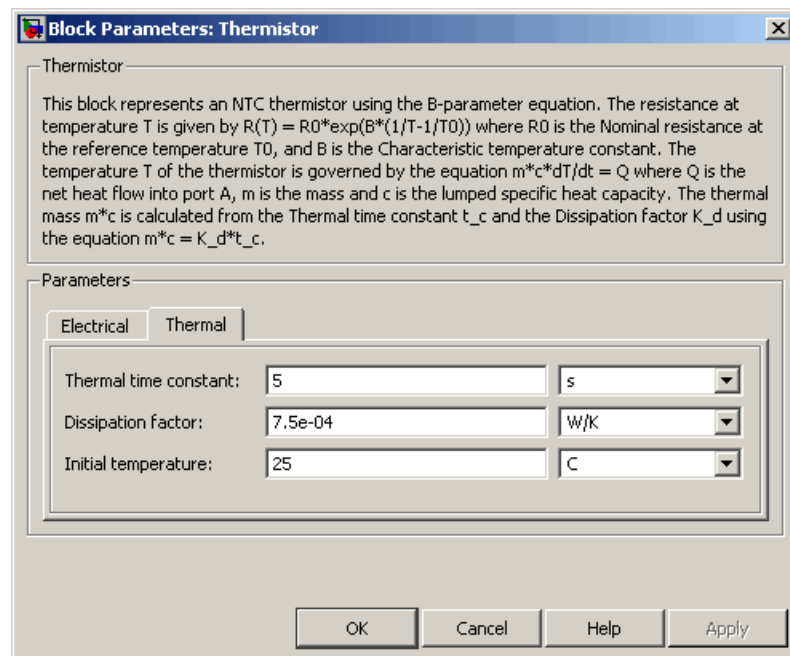 Block Parameters: Thermistor
Thermistor
This block represents an NTC thermistor using the B-parameter equation. The resistance at
temperature T is given by R(T) = R0*exp(B*(1/T-1/T0)) where R0 is the Nominal resistance at
the reference temperature T0, and B is the Characteristic temperature constant. The
temperature T of the thermistor is governed by the equation m*c*dT/dt = Q where Q is the
net heat flow into port A, m is the mass and c is the lumped specific heat capacity. The thermal
mass m*c is calculated from the Thermal time constant t_c and the Dissipation factor K_d using
the equation m*c = K_d*t_c.
Parameters
Electrical Thermal
Thermal time constant: 5 s
Dissipation factor: 7.5e-04 W/K
Initial temperature: 25 C
OK Cancel Help Apply